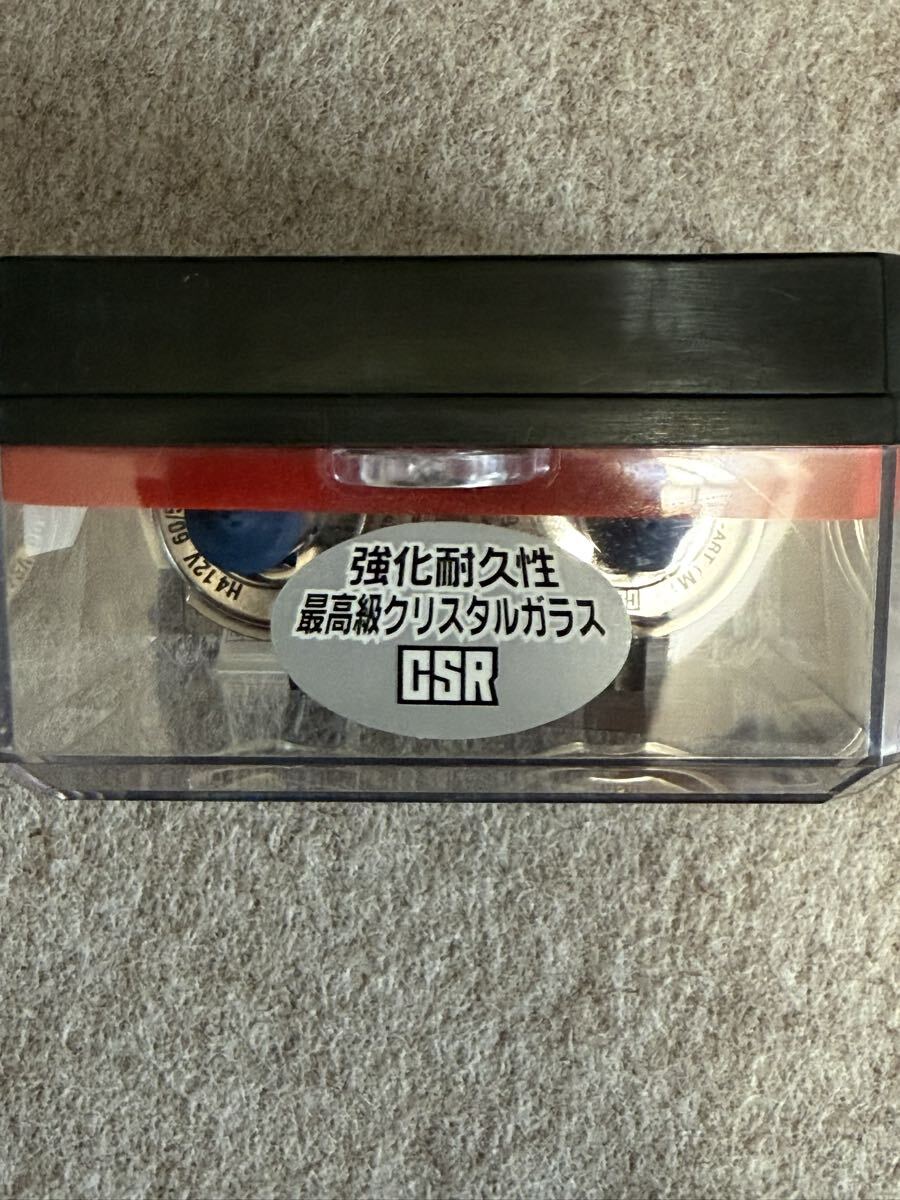 H4 12V 60/
ART (M)
強化耐久性
最高級クリスタルガラス
CSR